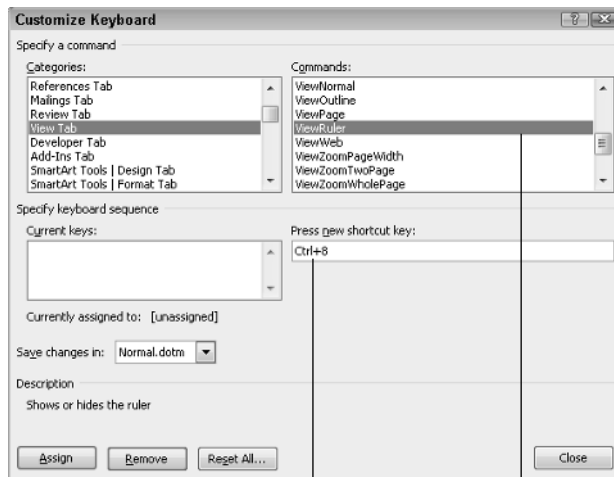 Customize Keyboard
Specify a command
Categories:
References Tab
Mailings Tab
Review Tab
View Tab
Developer Tab
Add-Ins Tab
SmartArt Tools | Design Tab
SmartArt Tools | Format Tab
Commands:
ViewNormal
ViewOutline
ViewPage
ViewRuler
ViewWeb
ViewZoomPageWidth
ViewZoomTwoPage
ViewZoomWholePage
Specify keyboard sequence
Current keys:
Press new shortcut key:
Ctrl+8
Currently assigned to: [unassigned]
Save changes in: Normal.dotm
Description
Shows or hides the ruler
Assign Remove Reset All... Close